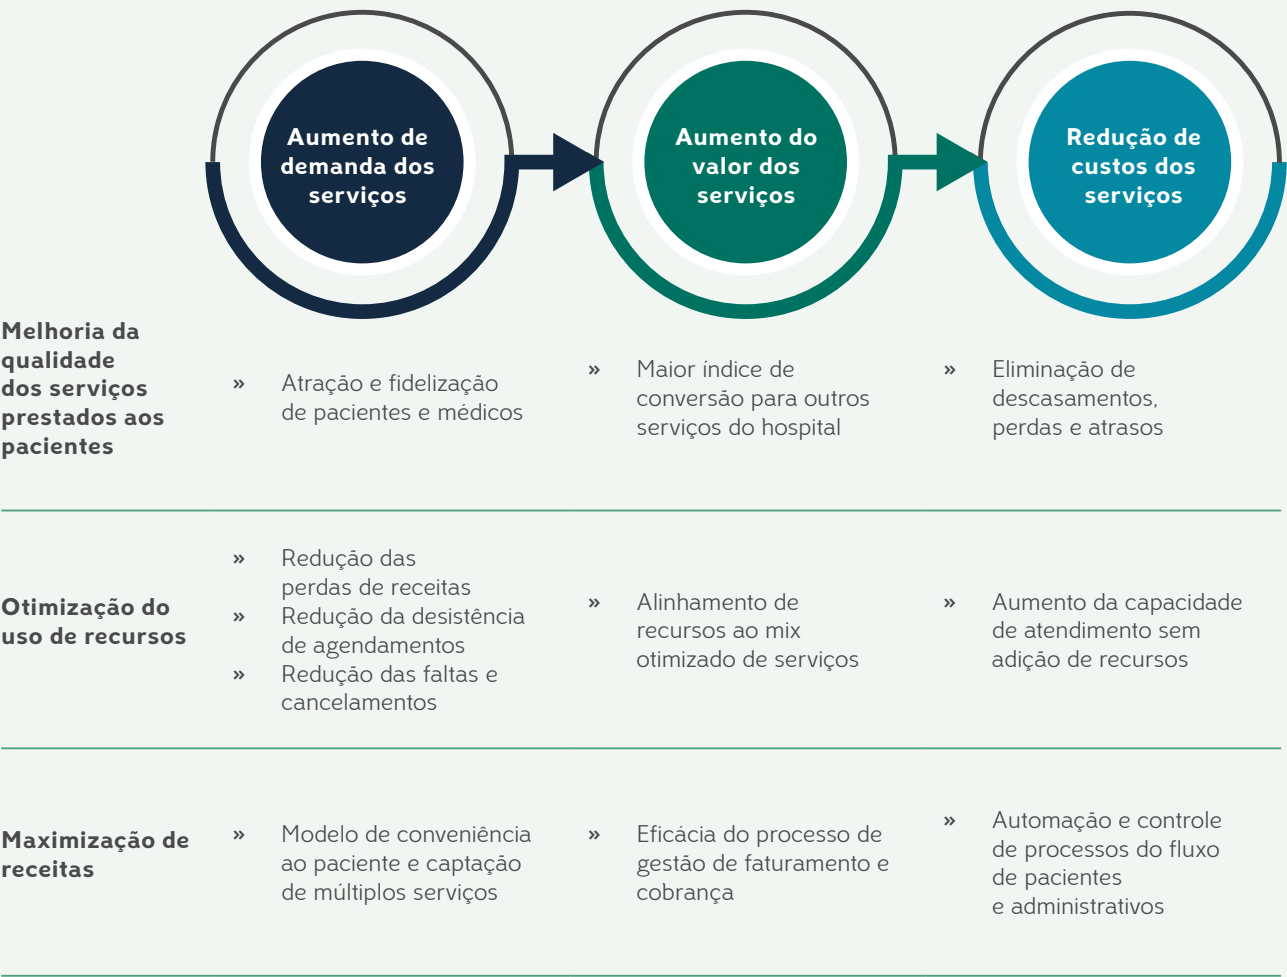 Aumento de
demanda dos
serviços
Aumento do
valor dos
serviços
Redução de
custos dos
serviços
Melhoria da
qualidade
dos serviços
prestados aos
pacientes
» Atração e fidelização
de pacientes e médicos
» Maior índice de
conversão para outros
serviços do hospital
» Eliminação de
descasamentos,
perdas e atrasos
Otimização do
uso de recursos
» Redução das
perdas de receitas
» Redução da desistência
de agendamentos
» Redução das faltas e
cancelamentos
» Alinhamento de
recursos ao mix
otimizado de serviços
» Aumento da capacidade
de atendimento sem
adição de recursos
Maximização de
receitas
» Modelo de conveniência
ao paciente e captação
de múltiplos serviços
» Eficácia do processo de
gestão de faturamento e
cobrança
» Automação e controle
de processos do fluxo
de pacientes
e administrativos